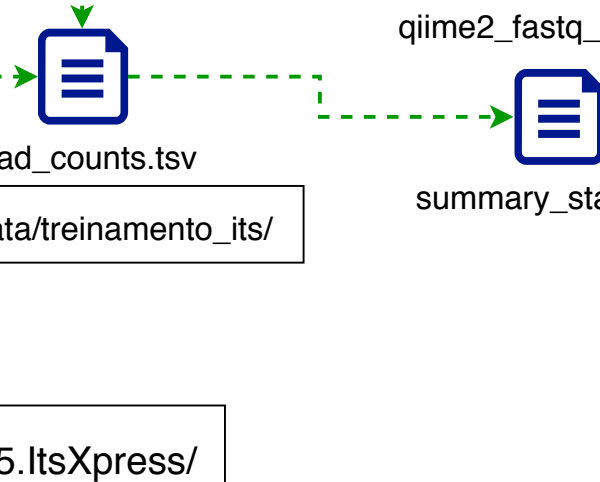 qiime2_fastq_
ad_counts.tsv
summary_sta
ata/treinamento_its/
5.ItsXpress/